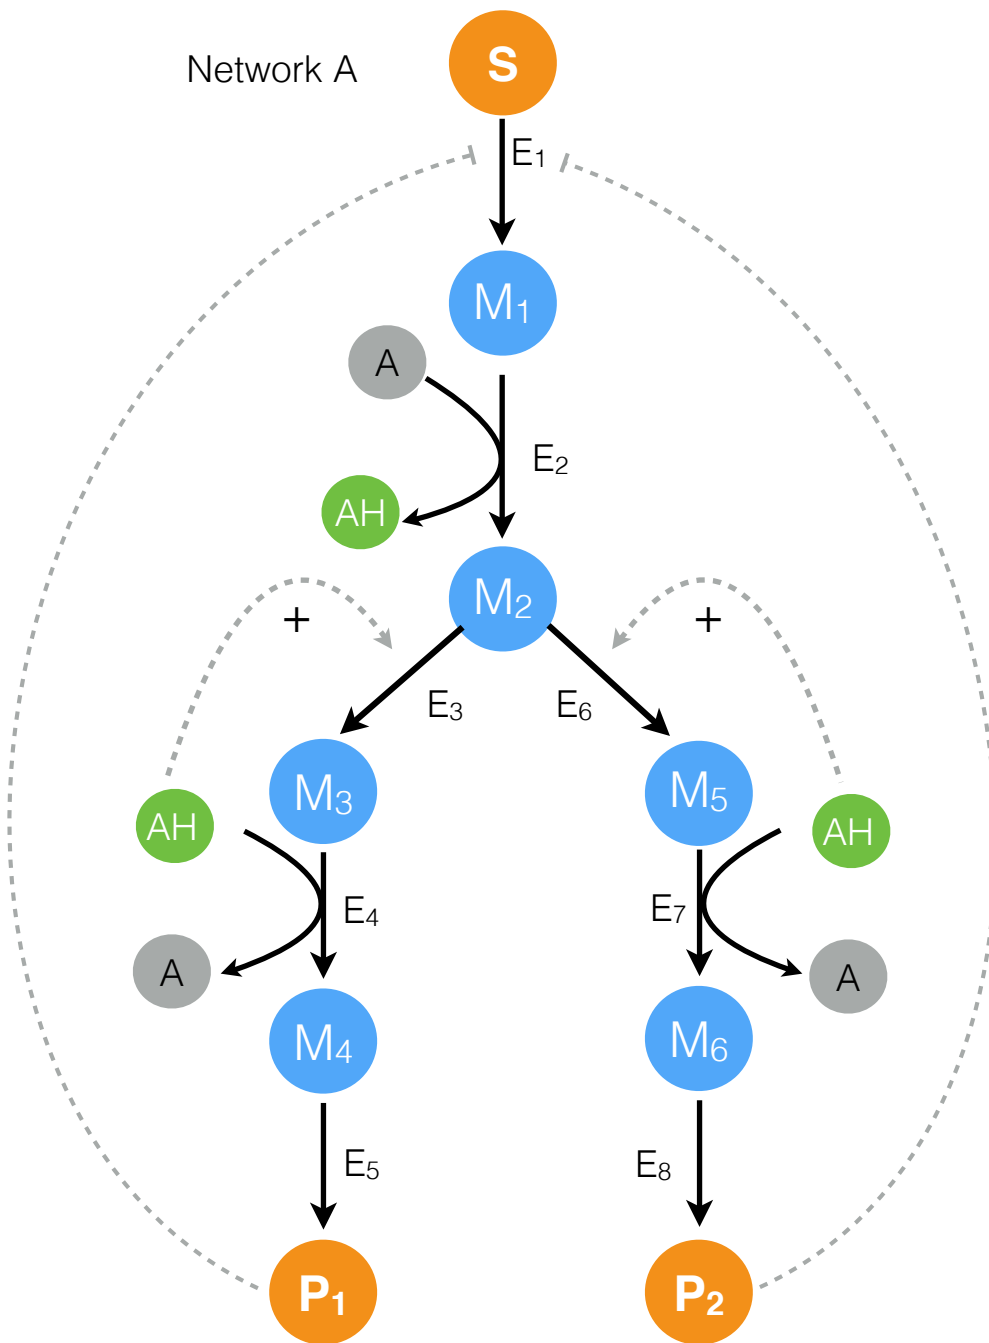 Network A
S
E₁
M₁
A
E₂
AH
M₂
+
+
E₃
E₆
M₃
M₅
AH
AH
E₄
E₇
A
A
M₄
M₆
E₅
E₈
P₁
P₂